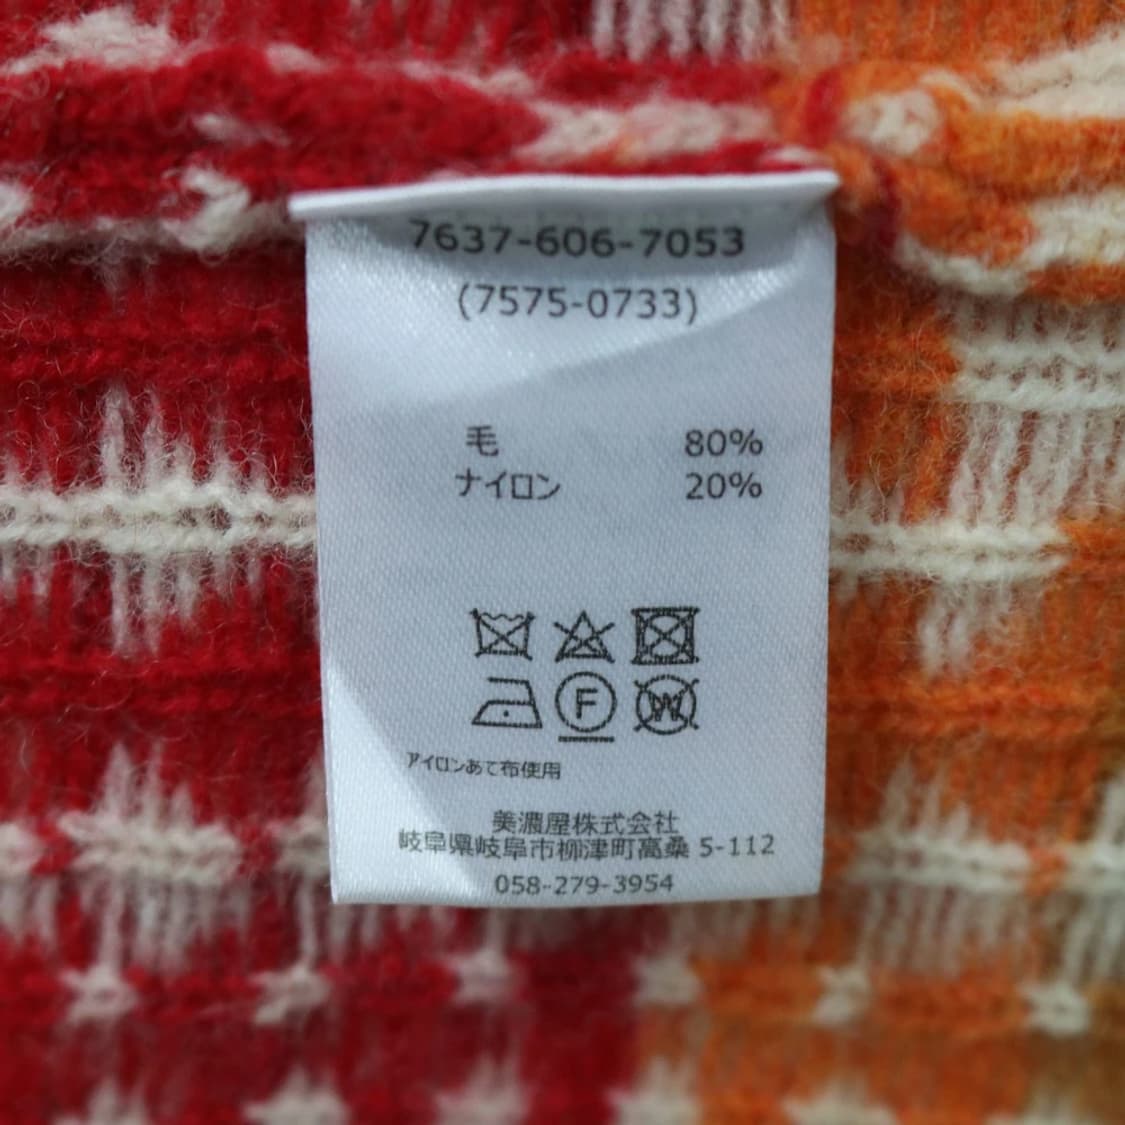 7637-606-7053
(7575-0733)
毛 80%
ナイロン 20%
F W
アイロンあて布使用
美濃屋株式会社
岐阜県岐阜市柳津町高桑 5-112
058-279-3954